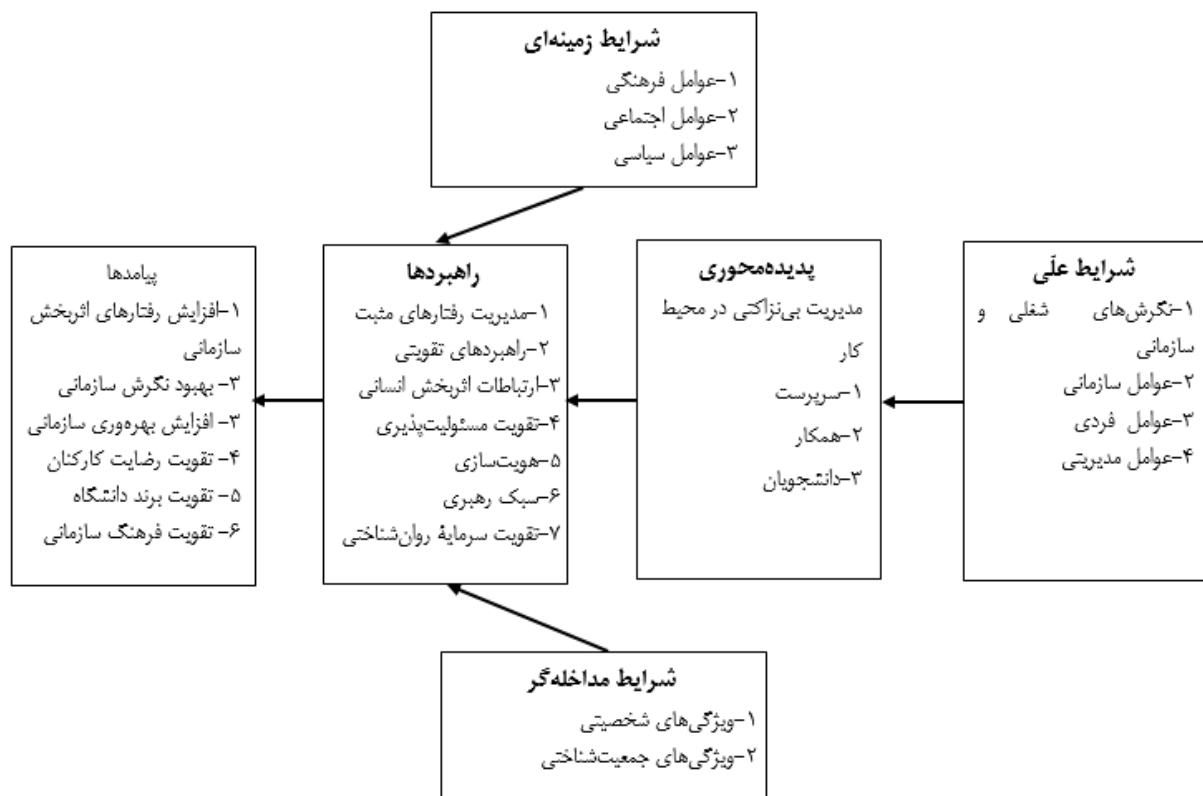 شرایط زمینه‌ای
۱-عوامل فرهنگی
۲-عوامل اجتماعی
۳-عوامل سیاسی
شرایط علّی
۱-نگرش‌های شغلی و
سازمانی
۲-عوامل سازمانی
۳-عوامل فردی
۴-عوامل مدیریتی
پدیده‌محوری
مدیریت بی‌نزاکتی در محیط
کار
۱-سرپرست
۲-همکار
۳-دانشجویان
راهبردها
۱-مدیریت رفتارهای مثبت
۲-راهبردهای تقویتی
۳-ارتباطات اثربخش انسانی
۴-تقویت مسئولیت‌پذیری
۵-هویت‌سازی
۶-سبک رهبری
۷-تقویت سرمایهٔ روان‌شناختی
پیامدها
۱-افزایش رفتارهای اثربخش
سازمانی
۳- بهبود نگرش سازمانی
۳- افزایش بهره‌وری سازمانی
۴- تقویت رضایت کارکنان
۵- تقویت برند دانشگاه
۶- تقویت فرهنگ سازمانی
شرایط مداخله‌گر
۱-ویژگی‌های شخصیتی
۲-ویژگی‌های جمعیت‌شناختی